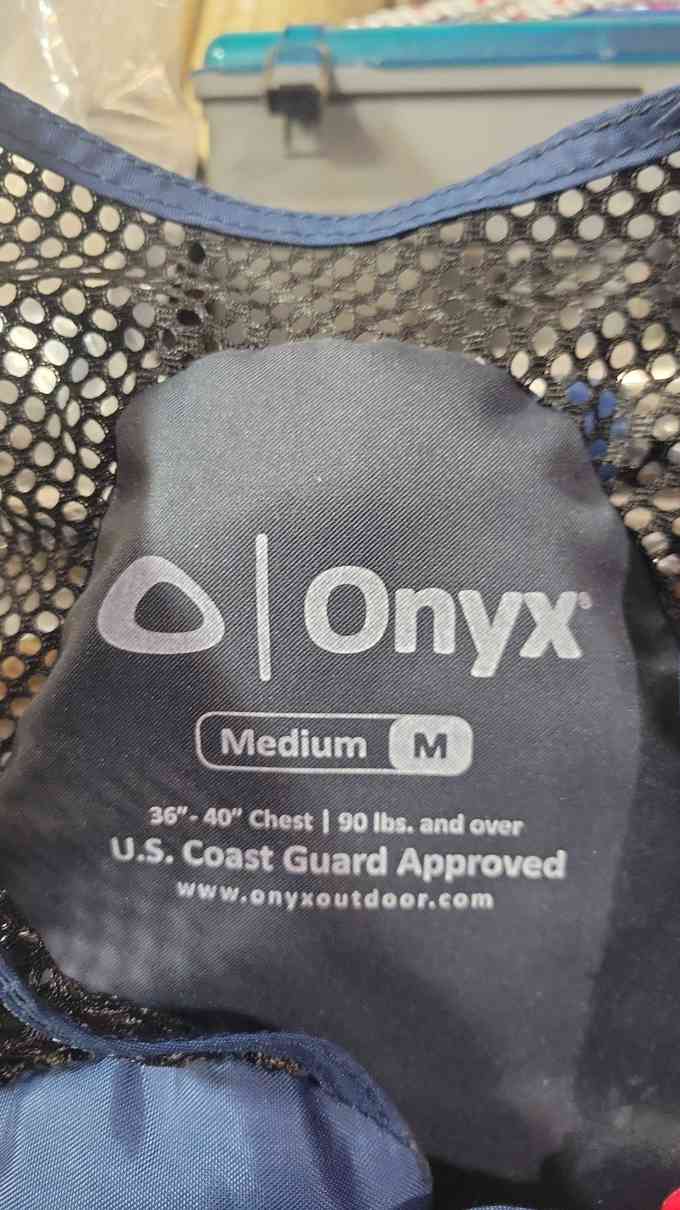 Onyx®
Medium M
36"- 40" Chest | 90 lbs. and over
U.S. Coast Guard Approved
www.onyxoutdoor.com